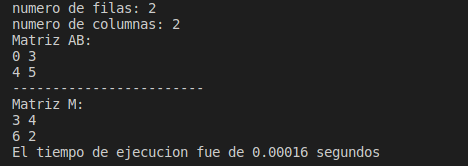 numero de filas: 2
numero de columnas: 2
Matriz AB:
0 3
4 5
------------------------
Matriz M:
3 4
6 2
El tiempo de ejecucion fue de 0.00016 segundos